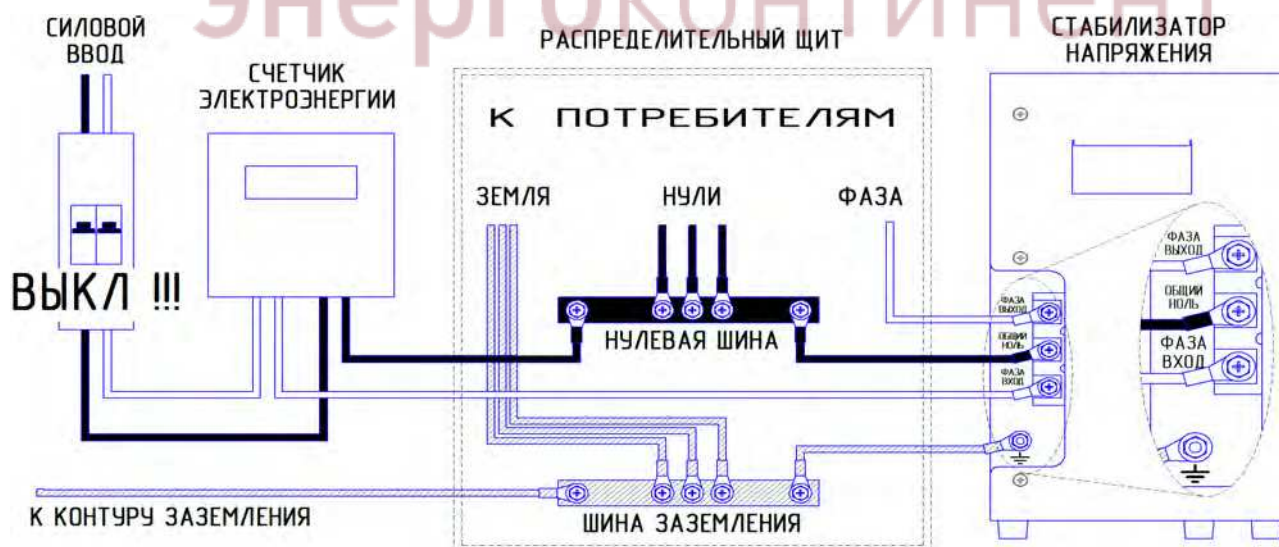 энергоконтинент
СИЛОВОЙ
ВВОД
СЧЕТЧИК
ЭЛЕКТРОЭНЕРГИИ
РАСПРЕДЕЛИТЕЛЬНЫЙ ЩИТ
СТАБИЛИЗАТОР
НАПРЯЖЕНИЯ
К ПОТРЕБИТЕЛЯМ
ЗЕМЛЯ
НУЛИ
ФАЗА
ВЫКЛ !!!
НУЛЕВАЯ ШИНА
ФАЗА
ВЫХОД
ОБЩИЙ
НОЛЬ
ФАЗА
ВХОД
ФАЗА
ВЫХОД
ОБЩИЙ
НОЛЬ
ФАЗА
ВХОД
К КОНТУРУ ЗАЗЕМЛЕНИЯ
ШИНА ЗАЗЕМЛЕНИЯ